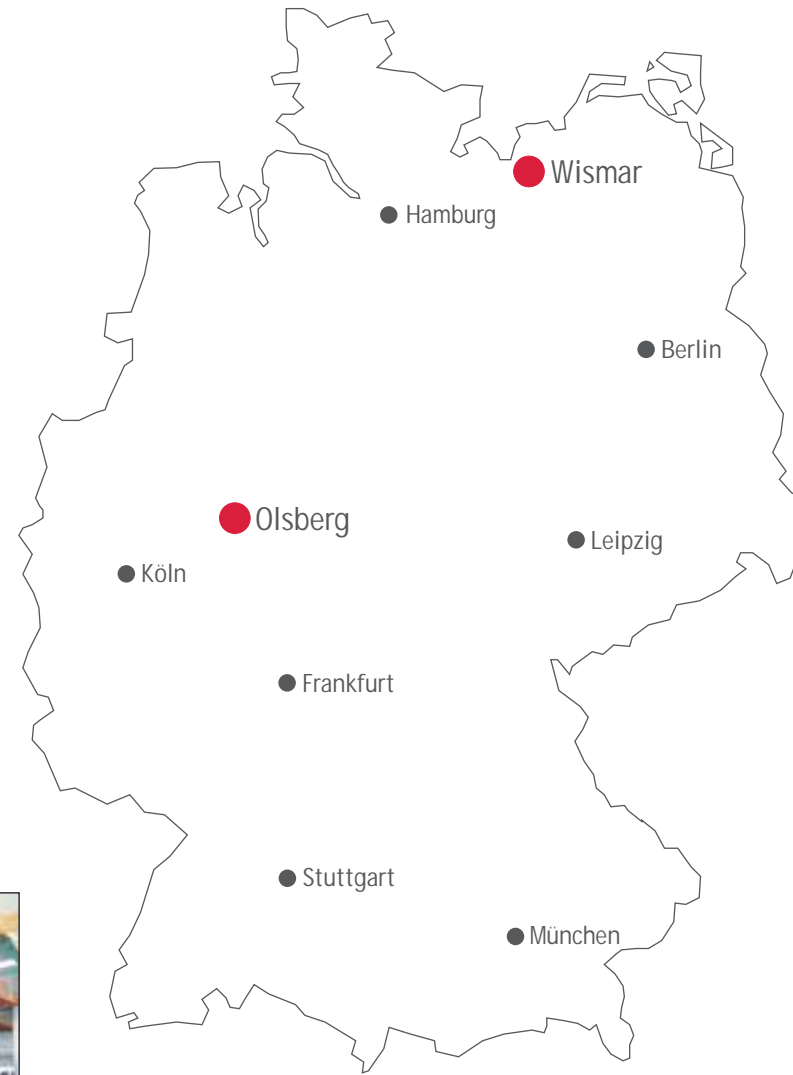 Wismar
Hamburg
Berlin
Olsberg
Leipzig
Köln
Frankfurt
Stuttgart
München